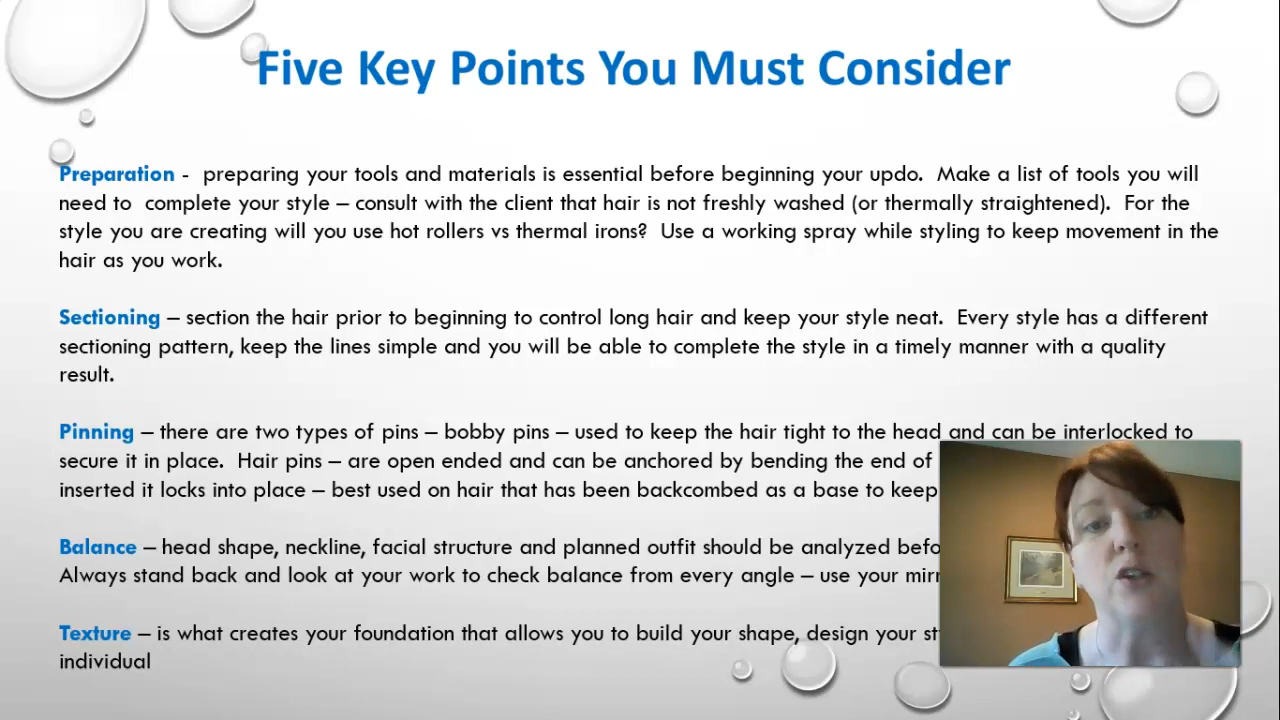 Five Key Points You Must Consider
Preparation - preparing your tools and materials is essential before beginning your updo. Make a list of tools you will
need to complete your style – consult with the client that hair is not freshly washed (or thermally straightened). For the
style you are creating will you use hot rollers vs thermal irons? Use a working spray while styling to keep movement in the
hair as you work.
Sectioning – section the hair prior to beginning to control long hair and keep your style neat. Every style has a different
sectioning pattern, keep the lines simple and you will be able to complete the style in a timely manner with a quality
result.
Pinning – there are two types of pins – bobby pins – used to keep the hair tight to the head and can be interlocked to
secure it in place. Hair pins – are open ended and can be anchored by bending the end of
inserted it locks into place – best used on hair that has been backcombed as a base to keep
Balance – head shape, neckline, facial structure and planned outfit should be analyzed
Always stand back and look at your work to check balance from every angle – use your
Texture – is what creates your foundation that allows you to build your shape, design your
individual